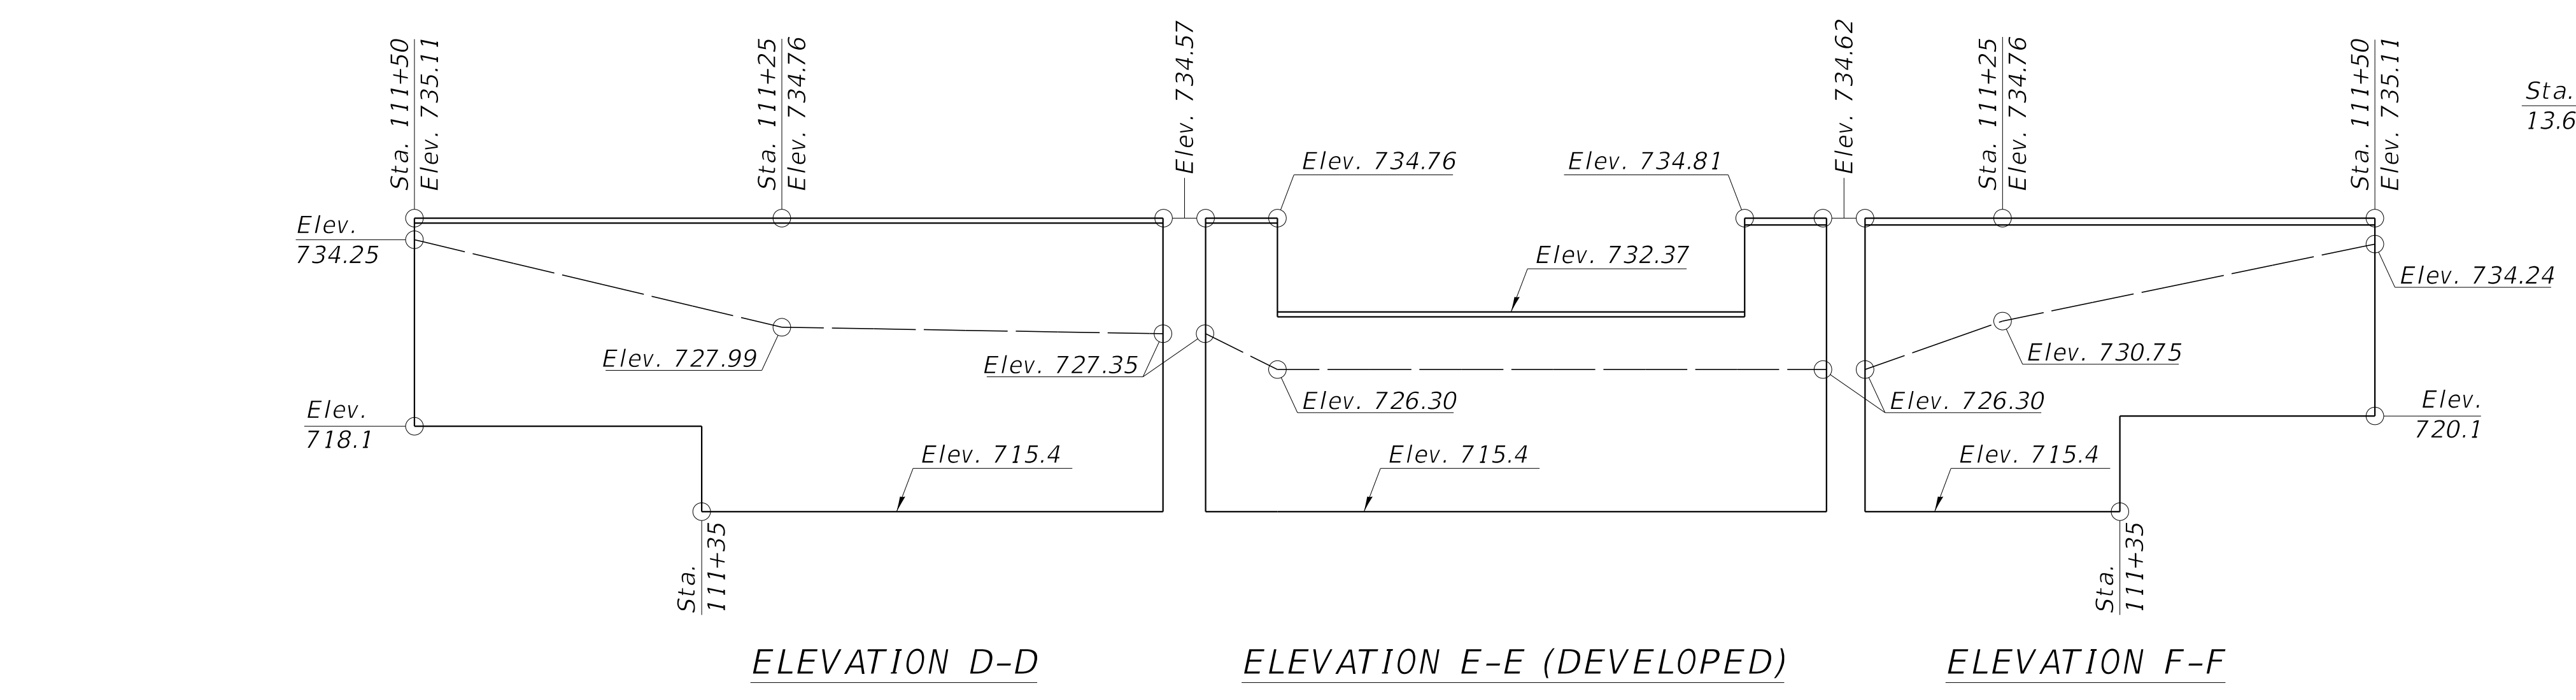 Sta. 111+50
Elev. 735.11
Sta. 111+25
Elev. 734.76
Elev. 734.57
Elev. 734.62
Sta. 111+25
Elev. 734.76
Sta. 111+50
Elev. 735.11
Sta.
13.6
Elev. 734.76
Elev. 734.81
Elev.
734.25
Elev. 732.37
Elev. 734.24
Elev. 727.99
Elev. 727.35
Elev. 730.75
Elev. 726.30
Elev. 726.30
Elev.
718.1
Elev.
720.1
Elev. 715.4
Elev. 715.4
Elev. 715.4
Sta.
111+35
Sta.
111+35
ELEVATION D-D
ELEVATION E-E (DEVELOPED)
ELEVATION F-F